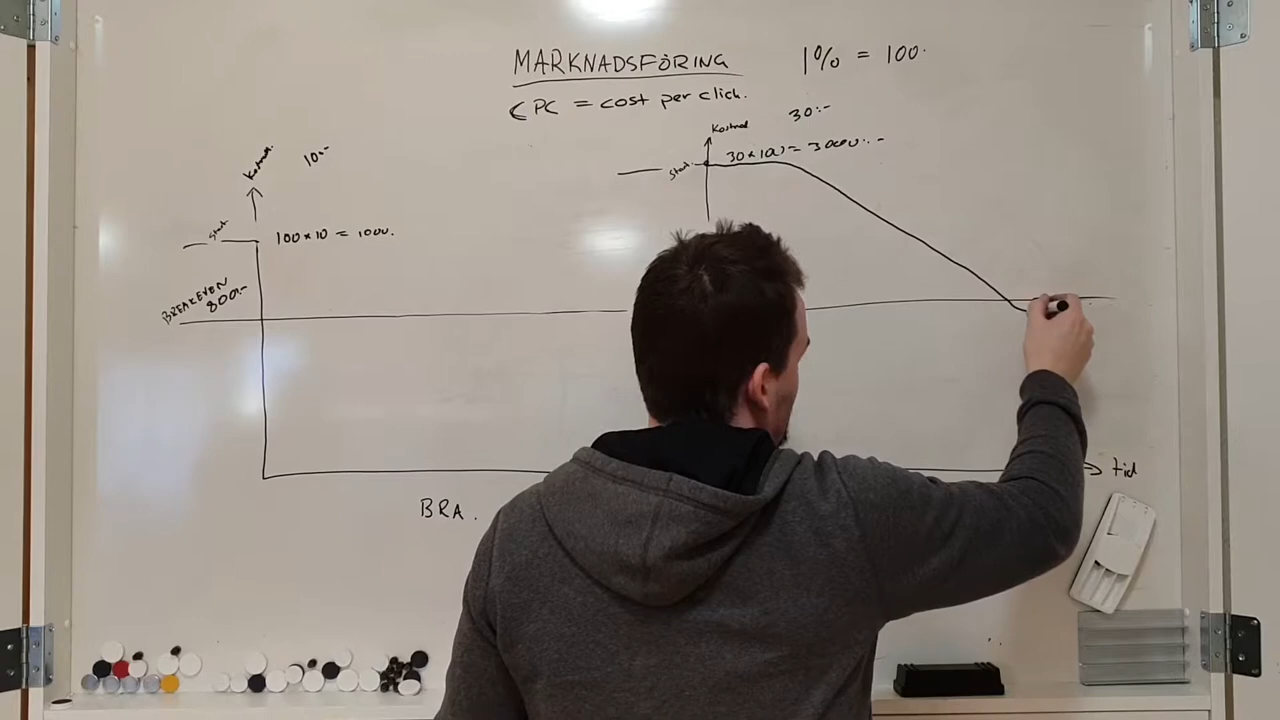 MARKNADSFÖRING
1% = 100.
CPC = cost per click.
30:-
Kostnad
Start.
30×100 = 3000:-
10:-
Kostnad.
Start
100×10 = 1000.
BREAKEVEN
800:-
tid
BRA.